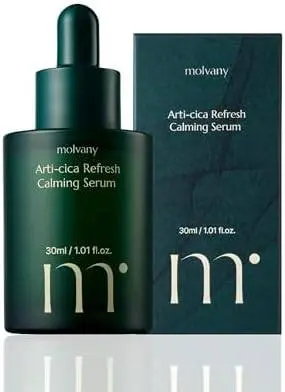 molvany
Arti-cica Refresh
Calming Serum
30ml / 1.01 fl.oz.
m
molvany
Arti-cica Refresh
Calming Serum
30ml / 1.01 fl.oz.
m